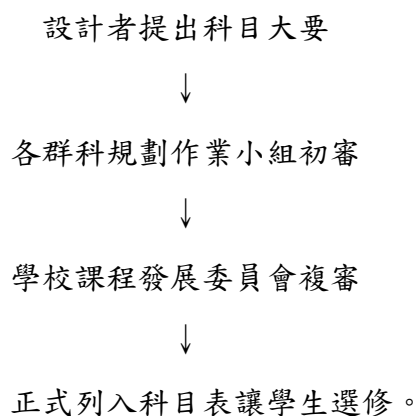 設計者提出科目大要
↓
各群科規劃作業小組初審
↓
學校課程發展委員會複審
↓
正式列入科目表讓學生選修。